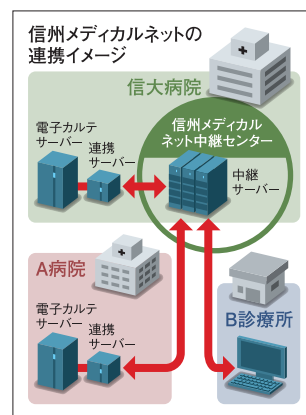 信州メディカルネットの
連携イメージ
信大病院
信州メディカル
ネット中継センター
電子カルテ
サーバー
連携
サーバー
中継
サーバー
A病院
電子カルテ
サーバー
連携
サーバー
B診療所